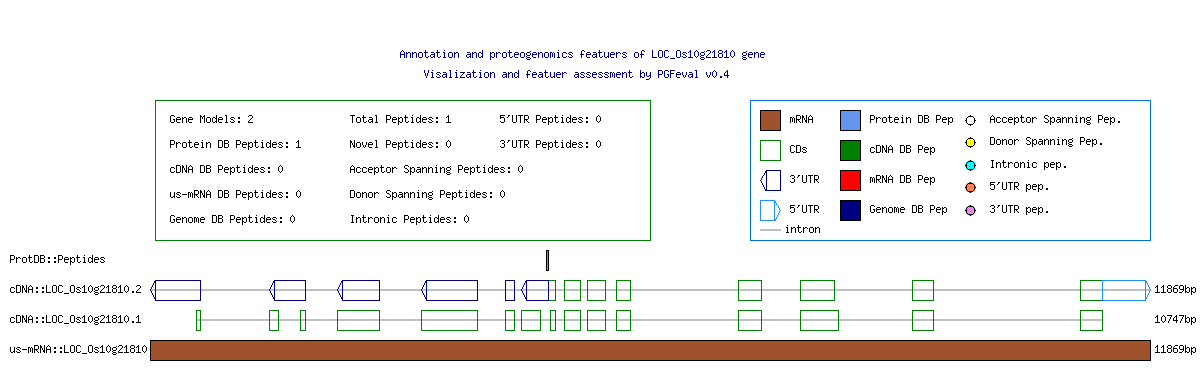 Annotation and proteogenomics featuers of LOC_Os10g21810 gene
Visalization and featuer assessment by PGFeval v0.4
Gene Models: 2 Total Peptides: 1 5'UTR Peptides: 0
Protein DB Peptides: 1 Novel Peptides: 0 3'UTR Peptides: 0
cDNA DB Peptides: 0 Acceptor Spanning Peptides: 0
us-mRNA DB Peptides: 0 Donor Spanning Peptides: 0
Genome DB Peptides: 0 Intronic Peptides: 0
mRNA Protein DB Pep Acceptor Spanning Pep.
CDs cDNA DB Pep Donor Spanning Pep.
3'UTR mRNA DB Pep Intronic pep.
5'UTR Genome DB Pep 5'UTR pep.
intron 3'UTR pep.
ProtDB::Peptides
cDNA::LOC_Os10g21810.2 11869bp
cDNA::LOC_Os10g21810.1 10747bp
us-mRNA::LOC_Os10g21810 11869bp